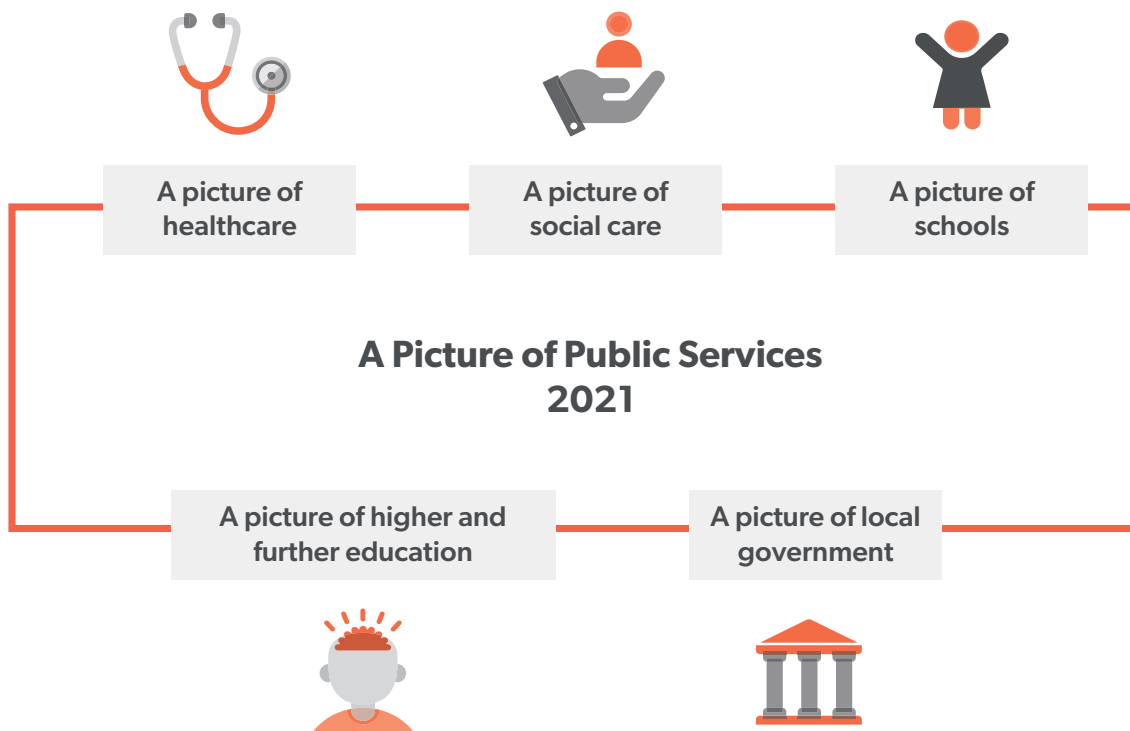 A picture of
healthcare
A picture of
social care
A picture of
schools
A Picture of Public Services
2021
A picture of higher and
further education
A picture of local
government